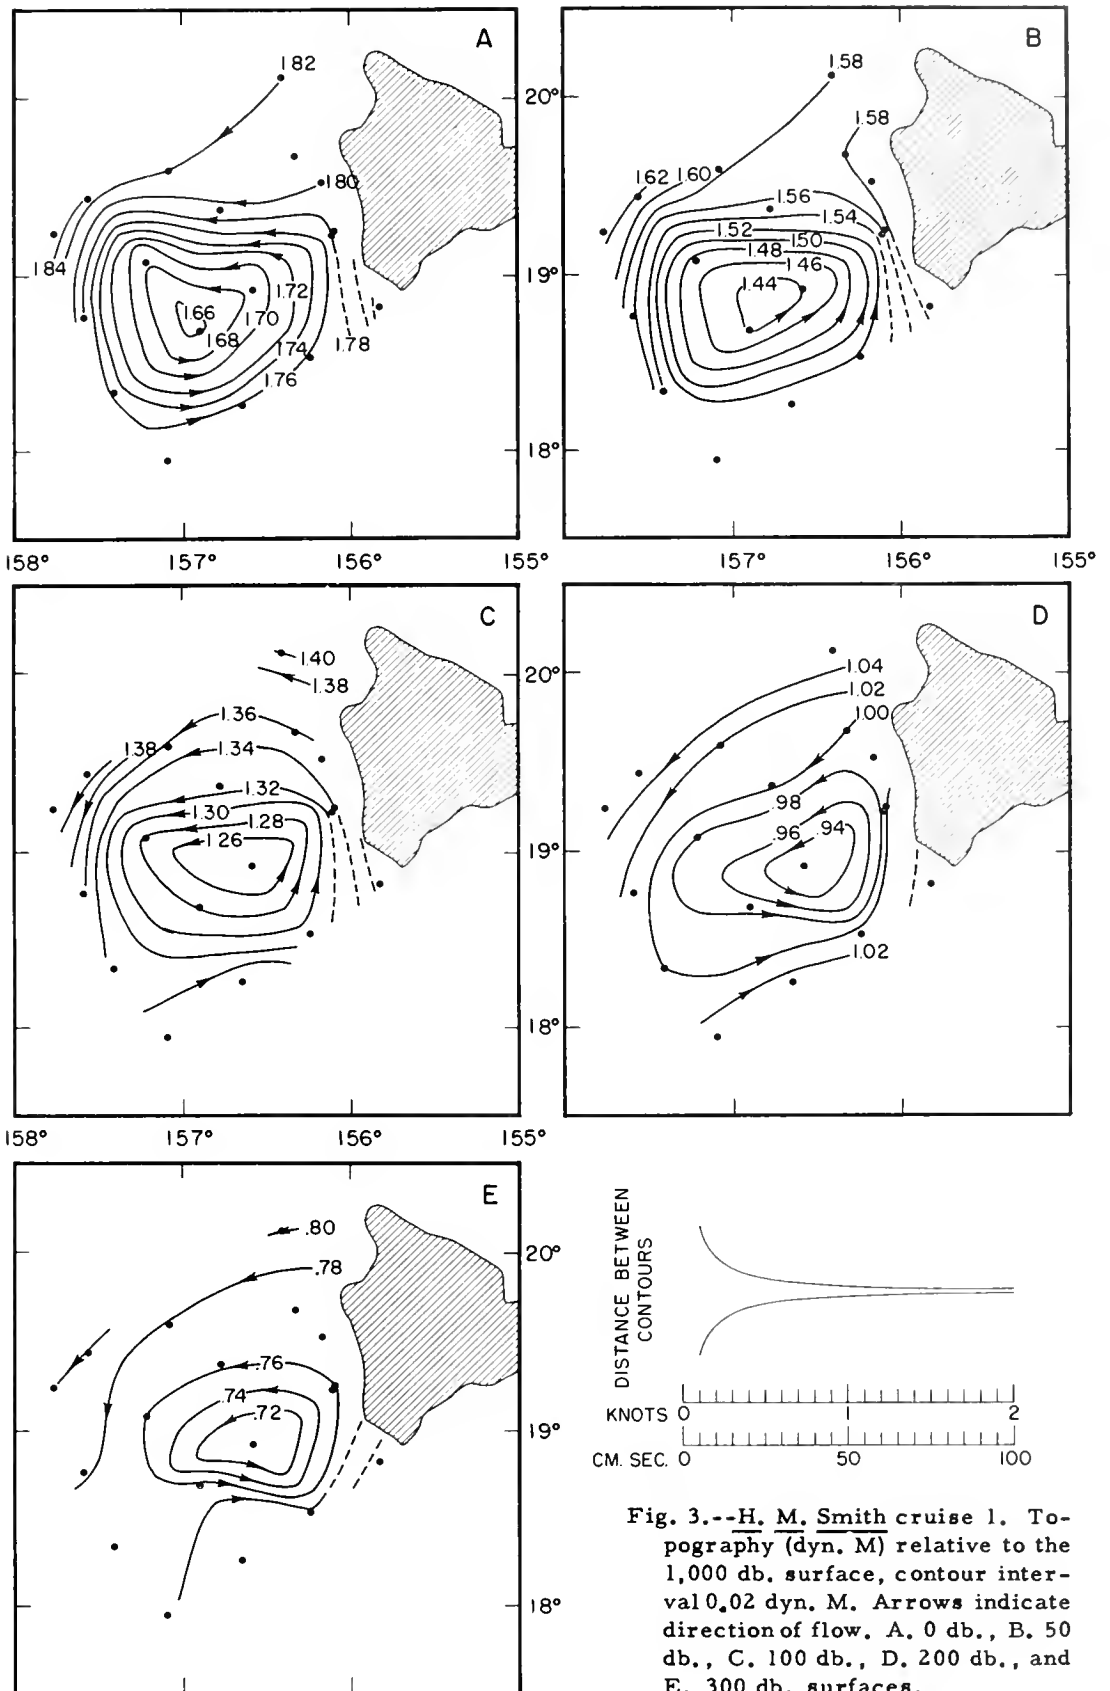 A
1.82
1.80
1.84
1.72
1.66
1.70
1.68
1.74
1.78
1.76
B
1.58
1.58
1.62 1.60
1.56
1.54
1.52
1.50
1.48
1.46
1.44
20°
19°
18°
158° 157° 156° 155°
157° 156° 155°
C
1.40
1.38
1.36
1.38
1.34
1.32
1.30
1.28
1.26
D
1.04
1.02
1.00
.98
.96 .94
1.02
20°
19°
18°
158° 157° 156° 155°
E
.80
.78
.76
.74
.72
20°
19°
18°
DISTANCE BETWEEN
CONTOURS
KNOTS 0 1 2
CM. SEC. 0 50 100
Fig. 3.--H. M. Smith cruise 1. To-
pography (dyn. M) relative to the
1,000 db. surface, contour inter-
val 0.02 dyn. M. Arrows indicate
direction of flow. A. 0 db., B. 50
db., C. 100 db., D. 200 db., and
E. 300 db. surfaces.